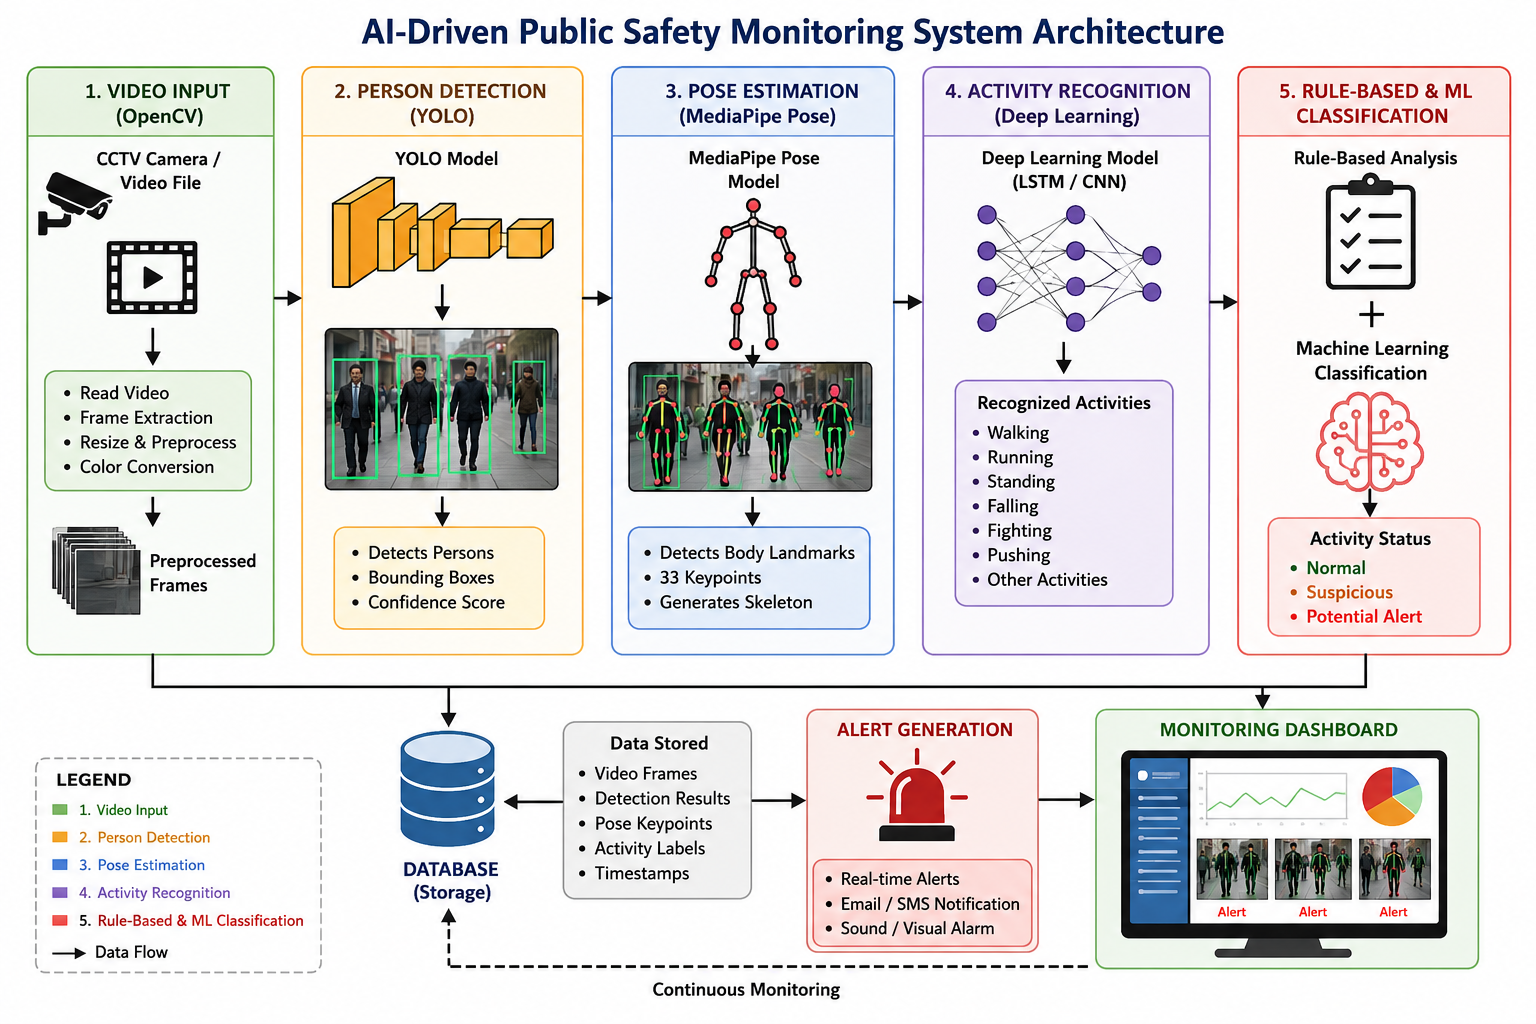 AI-Driven Public Safety Monitoring System Architecture
1. VIDEO INPUT
(OpenCV)
CCTV Camera /
Video File
• Read Video
• Frame Extraction
• Resize & Preprocess
• Color Conversion
Preprocessed
Frames
2. PERSON DETECTION
(YOLO)
YOLO Model
• Detects Persons
• Bounding Boxes
• Confidence Score
3. POSE ESTIMATION
(MediaPipe Pose)
MediaPipe Pose
Model
• Detects Body Landmarks
• 33 Keypoints
• Generates Skeleton
4. ACTIVITY RECOGNITION
(Deep Learning)
Deep Learning Model
(LSTM / CNN)
Recognized Activities
• Walking
• Running
• Standing
• Falling
• Fighting
• Pushing
• Other Activities
5. RULE-BASED & ML
CLASSIFICATION
Rule-Based Analysis
+
Machine Learning
Classification
Activity Status
• Normal
• Suspicious
• Potential Alert
LEGEND
1. Video Input
2. Person Detection
3. Pose Estimation
4. Activity Recognition
5. Rule-Based & ML Classification
Data Flow
DATABASE
(Storage)
Data Stored
• Video Frames
• Detection Results
• Pose Keypoints
• Activity Labels
• Timestamps
ALERT GENERATION
• Real-time Alerts
• Email / SMS Notification
• Sound / Visual Alarm
MONITORING DASHBOARD
Alert
Alert
Alert
Continuous Monitoring